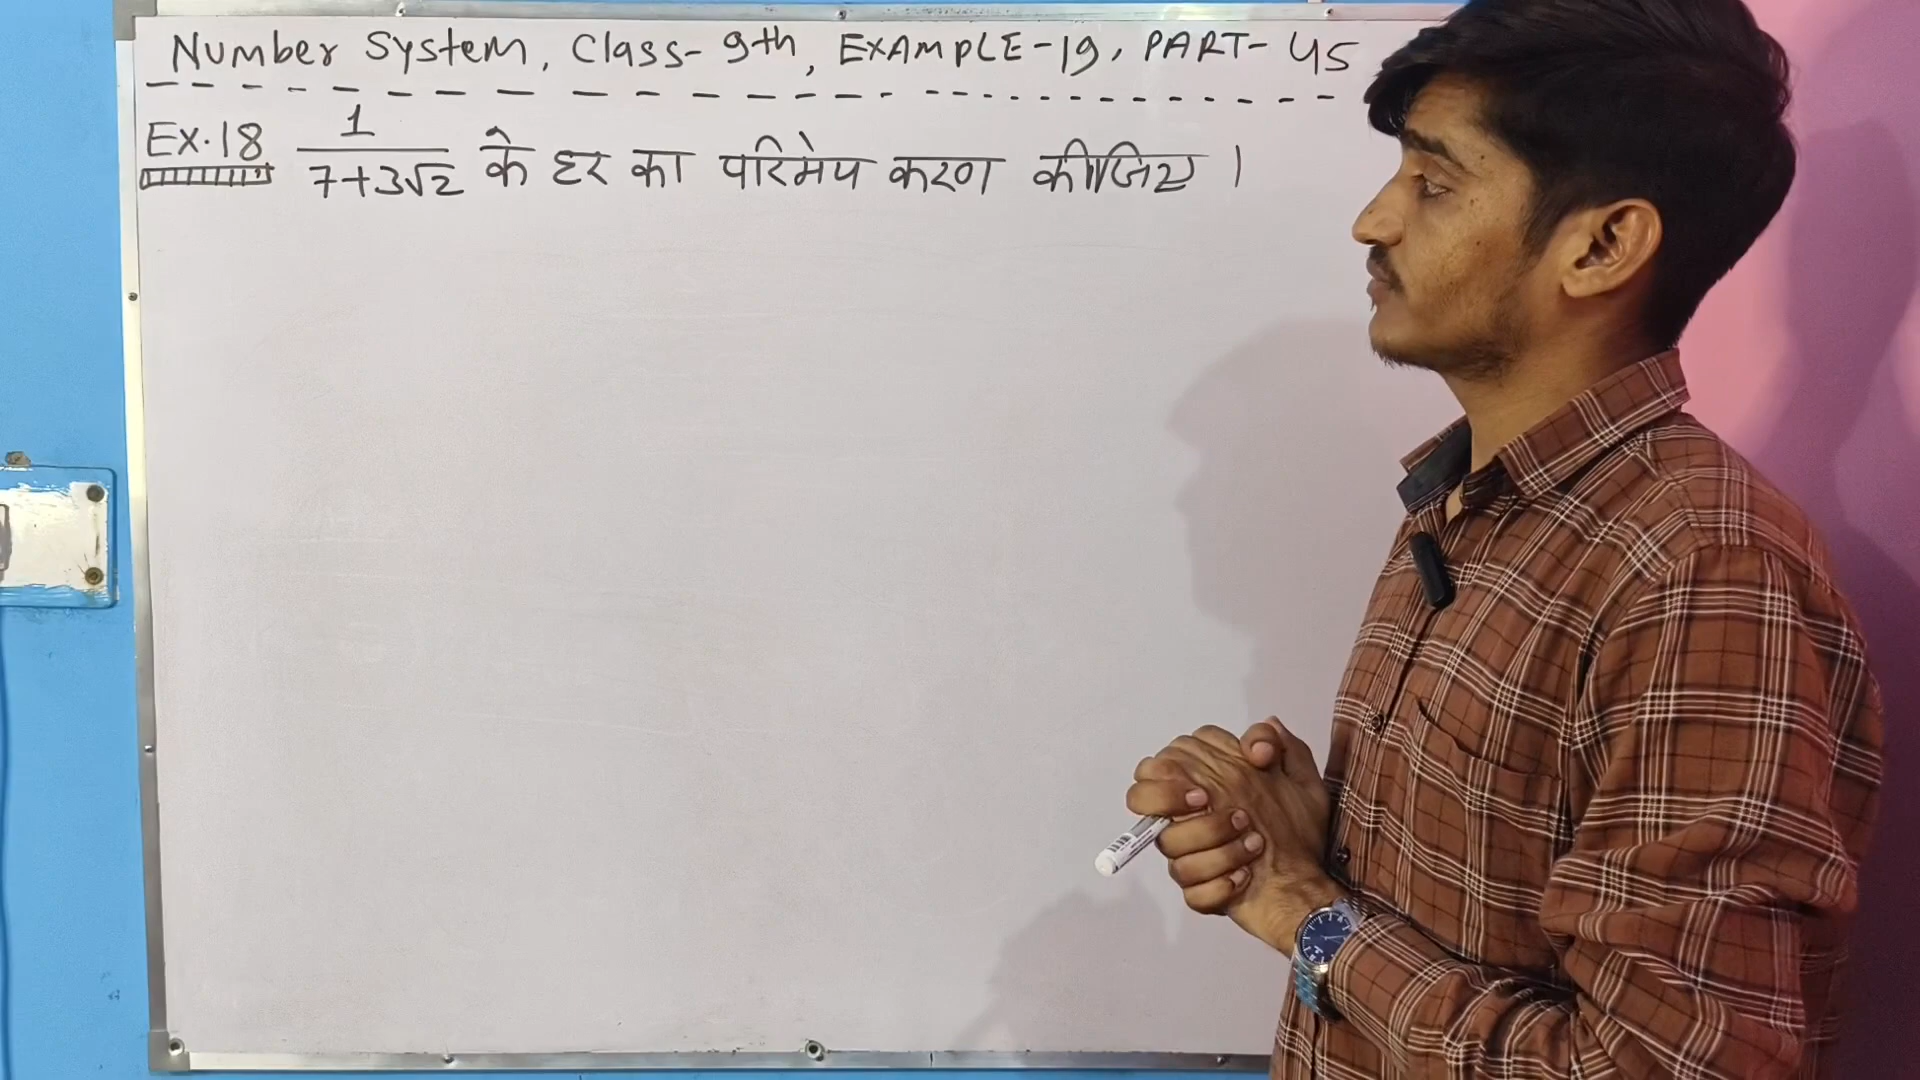 Number System, Class- 9th, EXAMPLE-19, PART- 45
Ex.18 1/7+3√2 के हर का परिमेय करण कीजिए ।